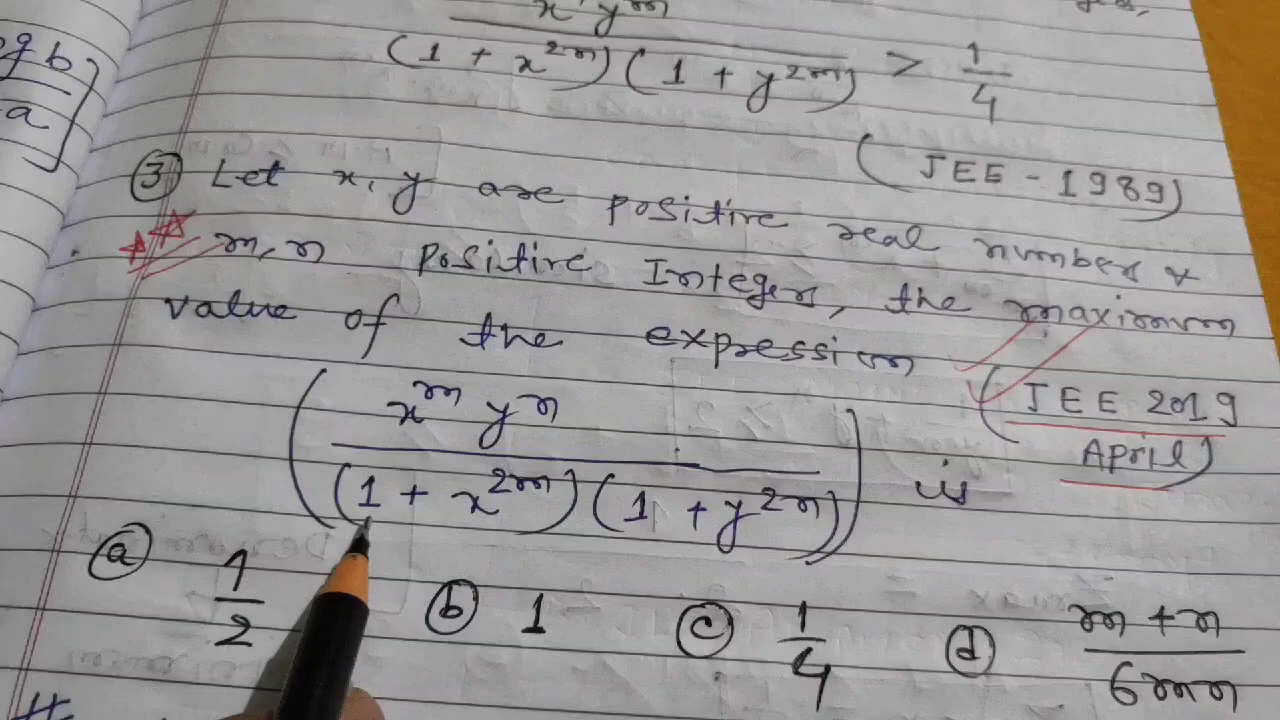 x y^m
(1 + x^2n) (1 + y^2m) > 1/4
g b
a
(JEE - 1989)
③ Let x, y are positive real numbers &
m, n Positive Integers, the maximum
value of the expression
(x^m y^n / (1 + x^2m) (1 + y^2n)) is
(JEE 2019
April)
ⓐ 1/2 ⓑ 1 ⓒ 1/4 ⓓ m + n / 6mn